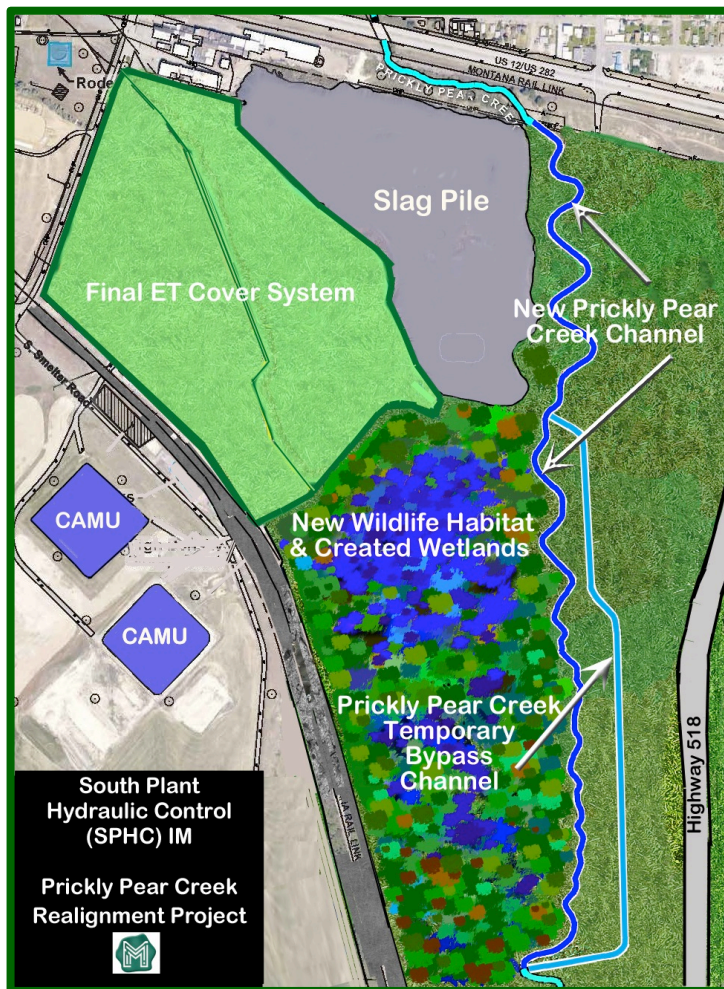 US 12/US 282
MONTANA RAIL LINK
PRICKLY PEAR CREEK
Rode
Slag Pile
Final ET Cover System
New Prickly Pear
Creek Channel
S. Smelter Road
CAMU
New Wildlife Habitat
& Created Wetlands
CAMU
Prickly Pear Creek
Temporary
Bypass
Channel
Highway 518
South Plant
Hydraulic Control
(SPHC) IM
Prickly Pear Creek
Realignment Project
M